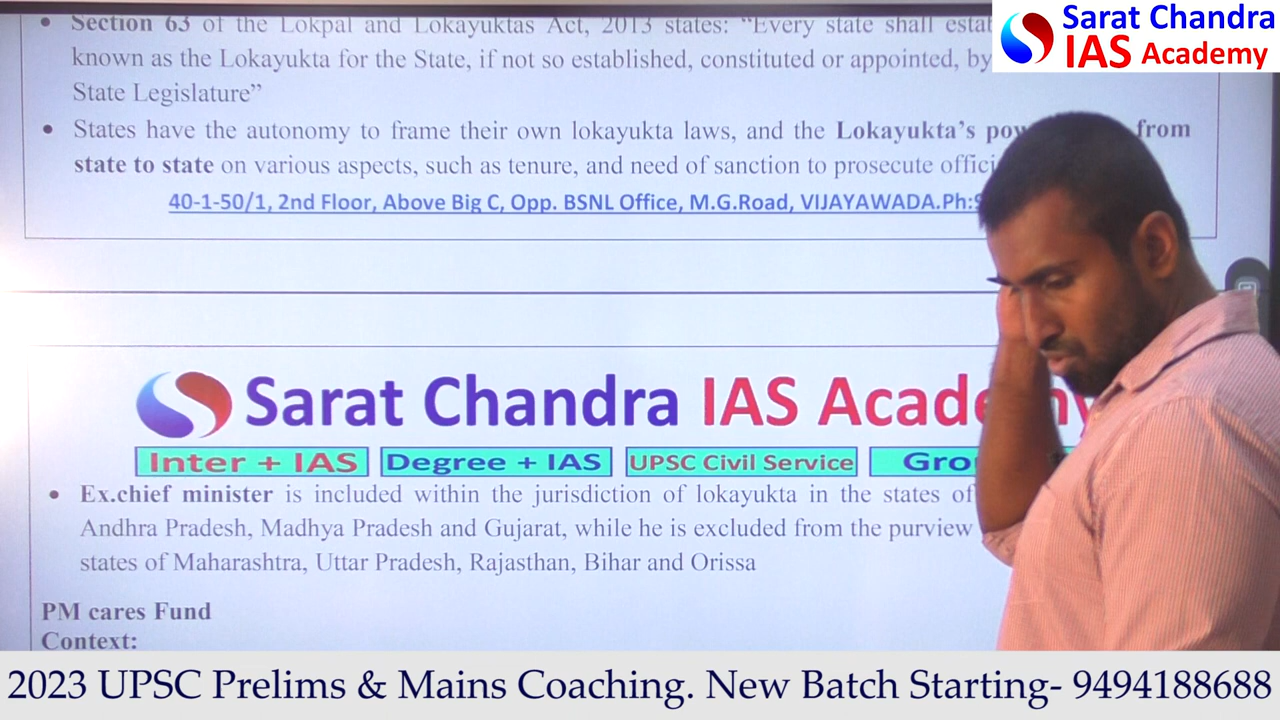 Section 63 of the Lokpal and Lokayuktas Act, 2013 states: “Every state shall
known as the Lokayukta for the State, if not so established, constituted or appointed, by
State Legislature”
States have the autonomy to frame their own lokayukta laws, and the Lokayukta’s from
state to state on various aspects, such as tenure, and need of sanction to prosecute
40-1-50/1, 2nd Floor, Above Big C, Opp. BSNL Office, M.G.Road, VIJAYAWADA.Ph:
Sarat Chandra
IAS Academy
Sarat Chandra IAS
Inter + IAS Degree + IAS UPSC Civil Service
Ex.chief minister is included within the jurisdiction of lokayukta in the states of
Andhra Pradesh, Madhya Pradesh and Gujarat, while he is excluded from the purview
states of Maharashtra, Uttar Pradesh, Rajasthan, Bihar and Orissa
PM cares Fund
Context:
2023 UPSC Prelims & Mains Coaching. New Batch Starting- 9494188688